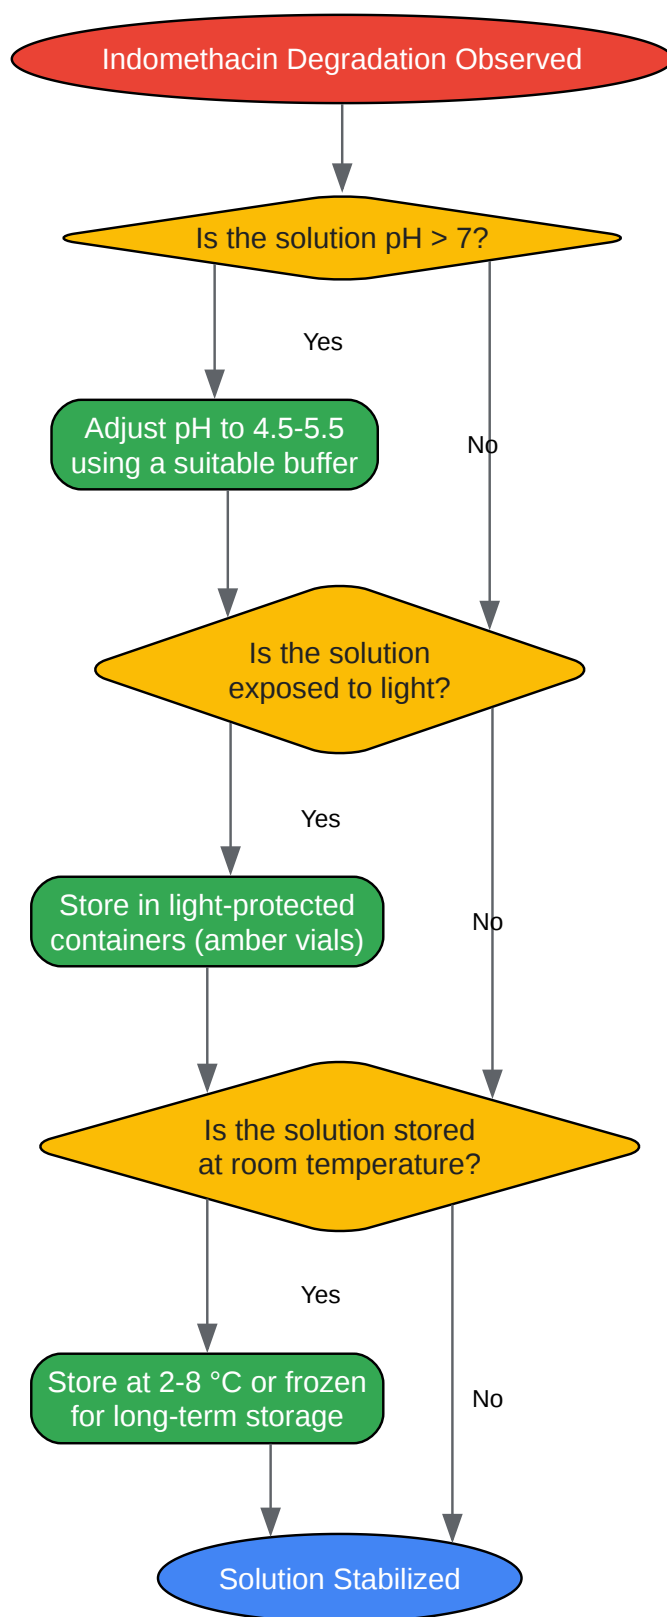 Indomethacin Degradation Observed
Is the solution pH > 7?
Yes
Adjust pH to 4.5-5.5
using a suitable buffer
No
Is the solution
exposed to light?
Yes
Store in light-protected
containers (amber vials)
No
Is the solution stored
at room temperature?
Yes
Store at 2-8 °C or frozen
for long-term storage
No
Solution Stabilized